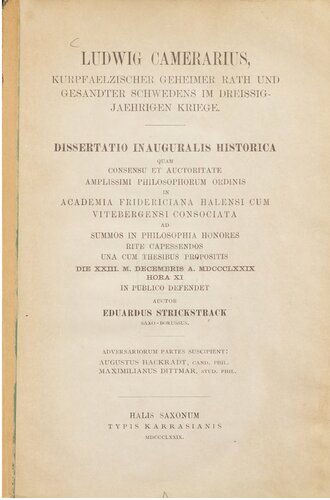 LUDWIG CAMERARIUS,
KURPFAELZISCHER GEHEIMER RATH UND
GESANDTER SCHWEDENS IM DREISSIG-
JAEHRIGEN KRIEGE.
DISSERTATIO INAUGURALIS HISTORICA
QUAM
CONSENSU ET AUCTORITATE
AMPLISSIMI PHILOSOPHORUM ORDINIS
IN
ACADEMIA FRIDERICIANA HALENSI CUM
VITEBERGENSI CONSOCIATA
AD
SUMMOS IN PHILOSOPHIA HONORES
RITE CAPESSENDOS
UNA CUM THESIBUS PROPOSITIS
DIE XXIII. M. DECEMBRIS A. MDCCCLXXIX
HORA XI
IN PUBLICO DEFENDET
AUCTOR
EDUARDUS STRICKSTRACK
SAXO-BORUSSUS.
ADVERSARIORUM PARTES SUSCIPIENT:
AUGUSTUS HACKRADT, CAND. PHIL.
MAXIMILIANUS DITTMAR, STUD. PHIL.
HALIS SAXONUM
TYPIS KARRASIANIS
MDCCCLXXIX.